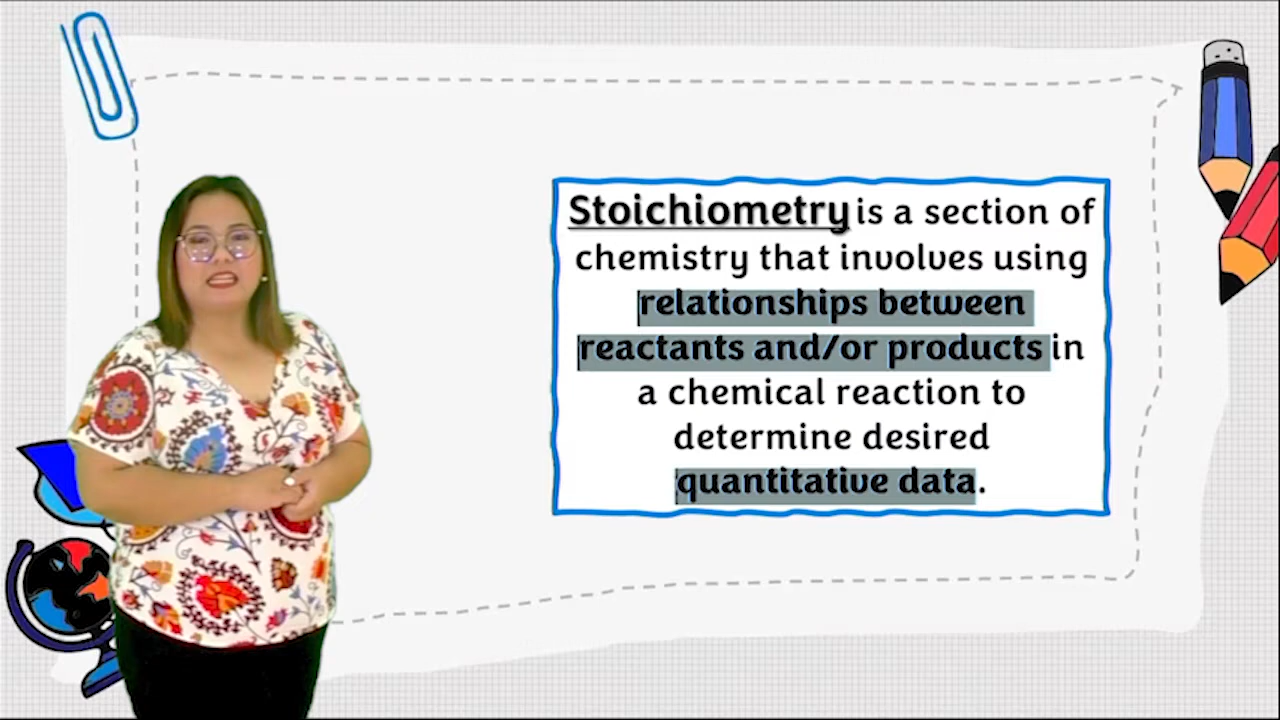 Stoichiometry is a section of
chemistry that involves using
relationships between
reactants and/or products in
a chemical reaction to
determine desired
quantitative data.